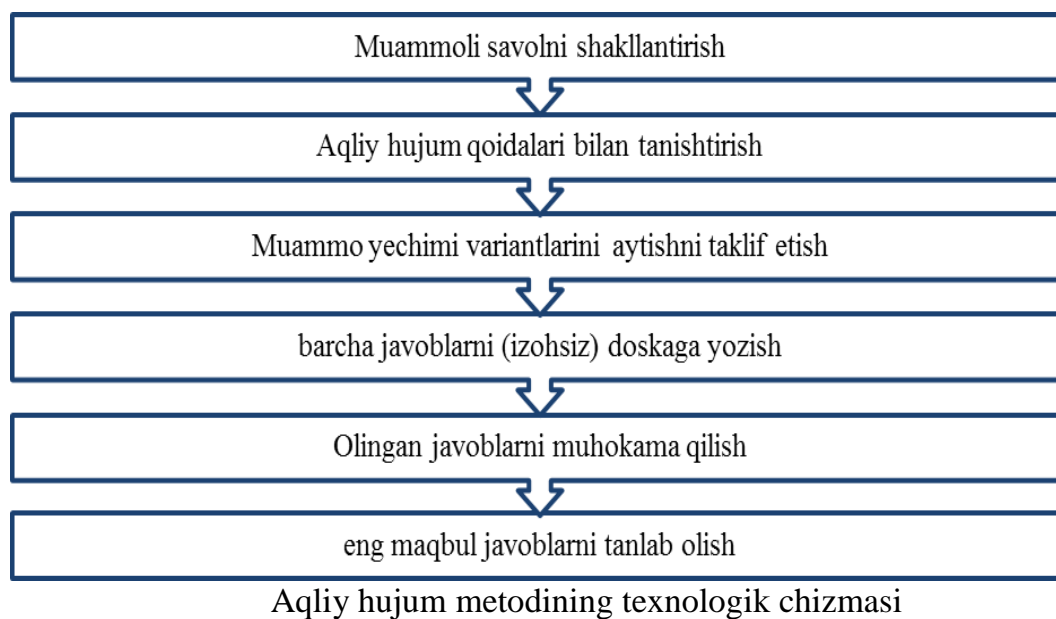 Muammoli savolni shakllantirish
Aqliy hujum qoidalari bilan tanishtirish
Muammo yechimi variantlarini aytishni taklif etish
barcha javoblarni (izohsiz) doskaga yozish
Olingan javoblarni muhokama qilish
eng maqbul javoblarni tanlab olish
Aqliy hujum metodining texnologik chizmasi